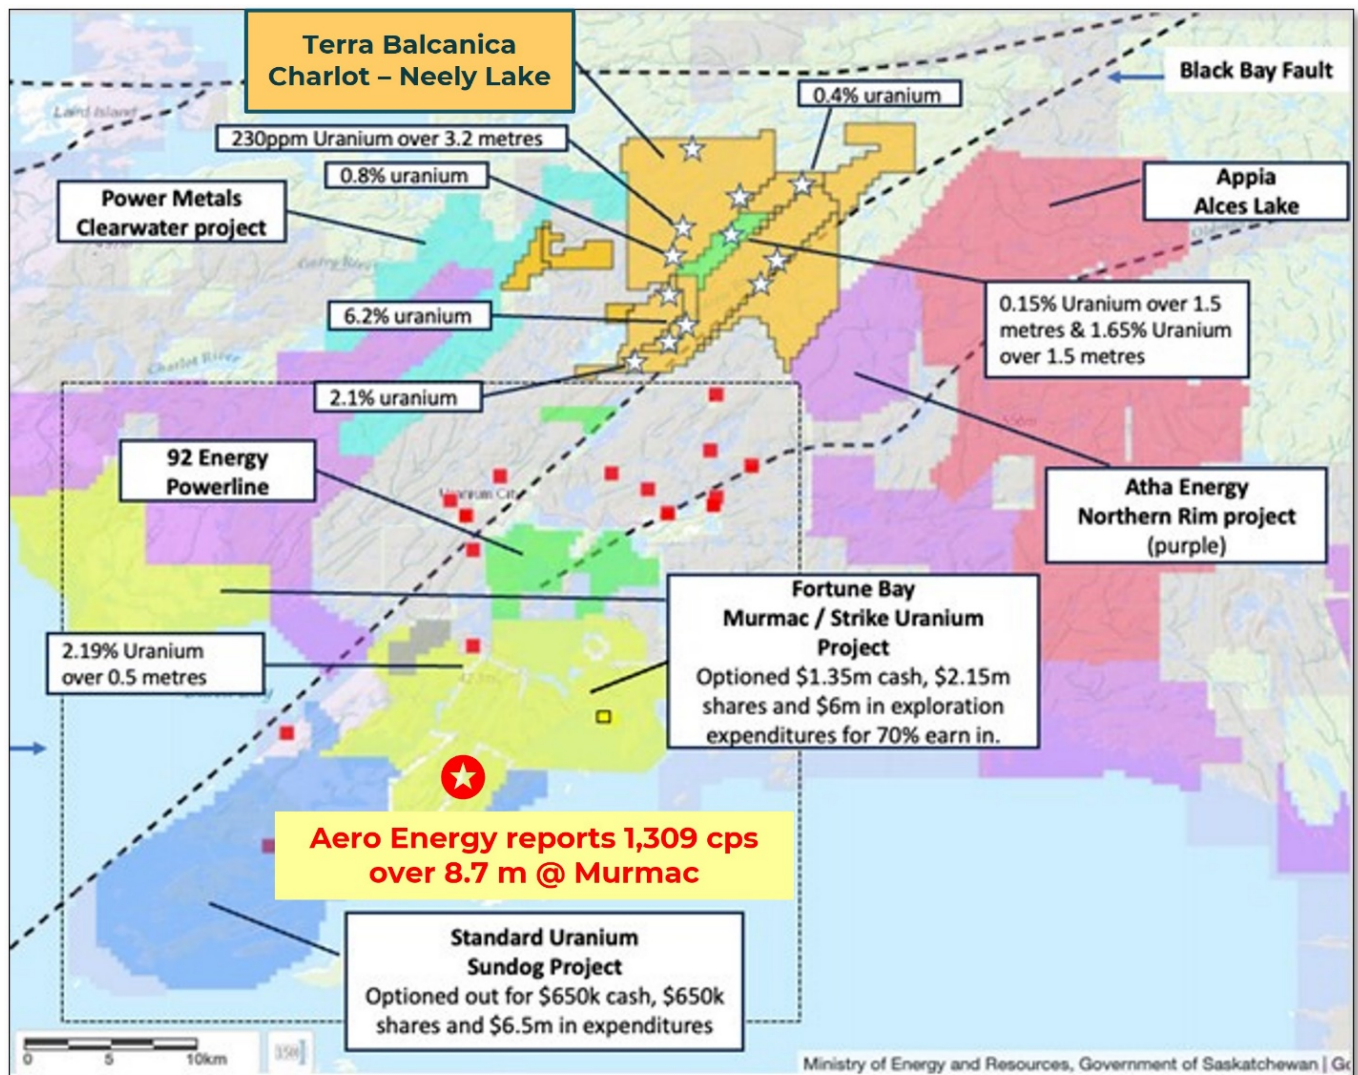 Terra Balcanica
Charlot – Neely Lake
Black Bay Fault
0.4% uranium
230ppm Uranium over 3.2 metres
0.8% uranium
Power Metals
Clearwater project
Appia
Alces Lake
Laird Island
6.2% uranium
0.15% Uranium over 1.5
metres & 1.65% Uranium
over 1.5 metres
Charlot River
2.1% uranium
92 Energy
Powerline
Uranium City
Atha Energy
Northern Rim project
(purple)
Fortune Bay
Murmac / Strike Uranium
Project
Optioned $1.35m cash, $2.15m
shares and $6m in exploration
expenditures for 70% earn in.
2.19% Uranium
over 0.5 metres
Aero Energy reports 1,309 cps
over 8.7 m @ Murmac
Standard Uranium
Sundog Project
Optioned out for $650k cash, $650k
shares and $6.5m in expenditures
0 5 10km
Ministry of Energy and Resources, Government of Saskatchewan |